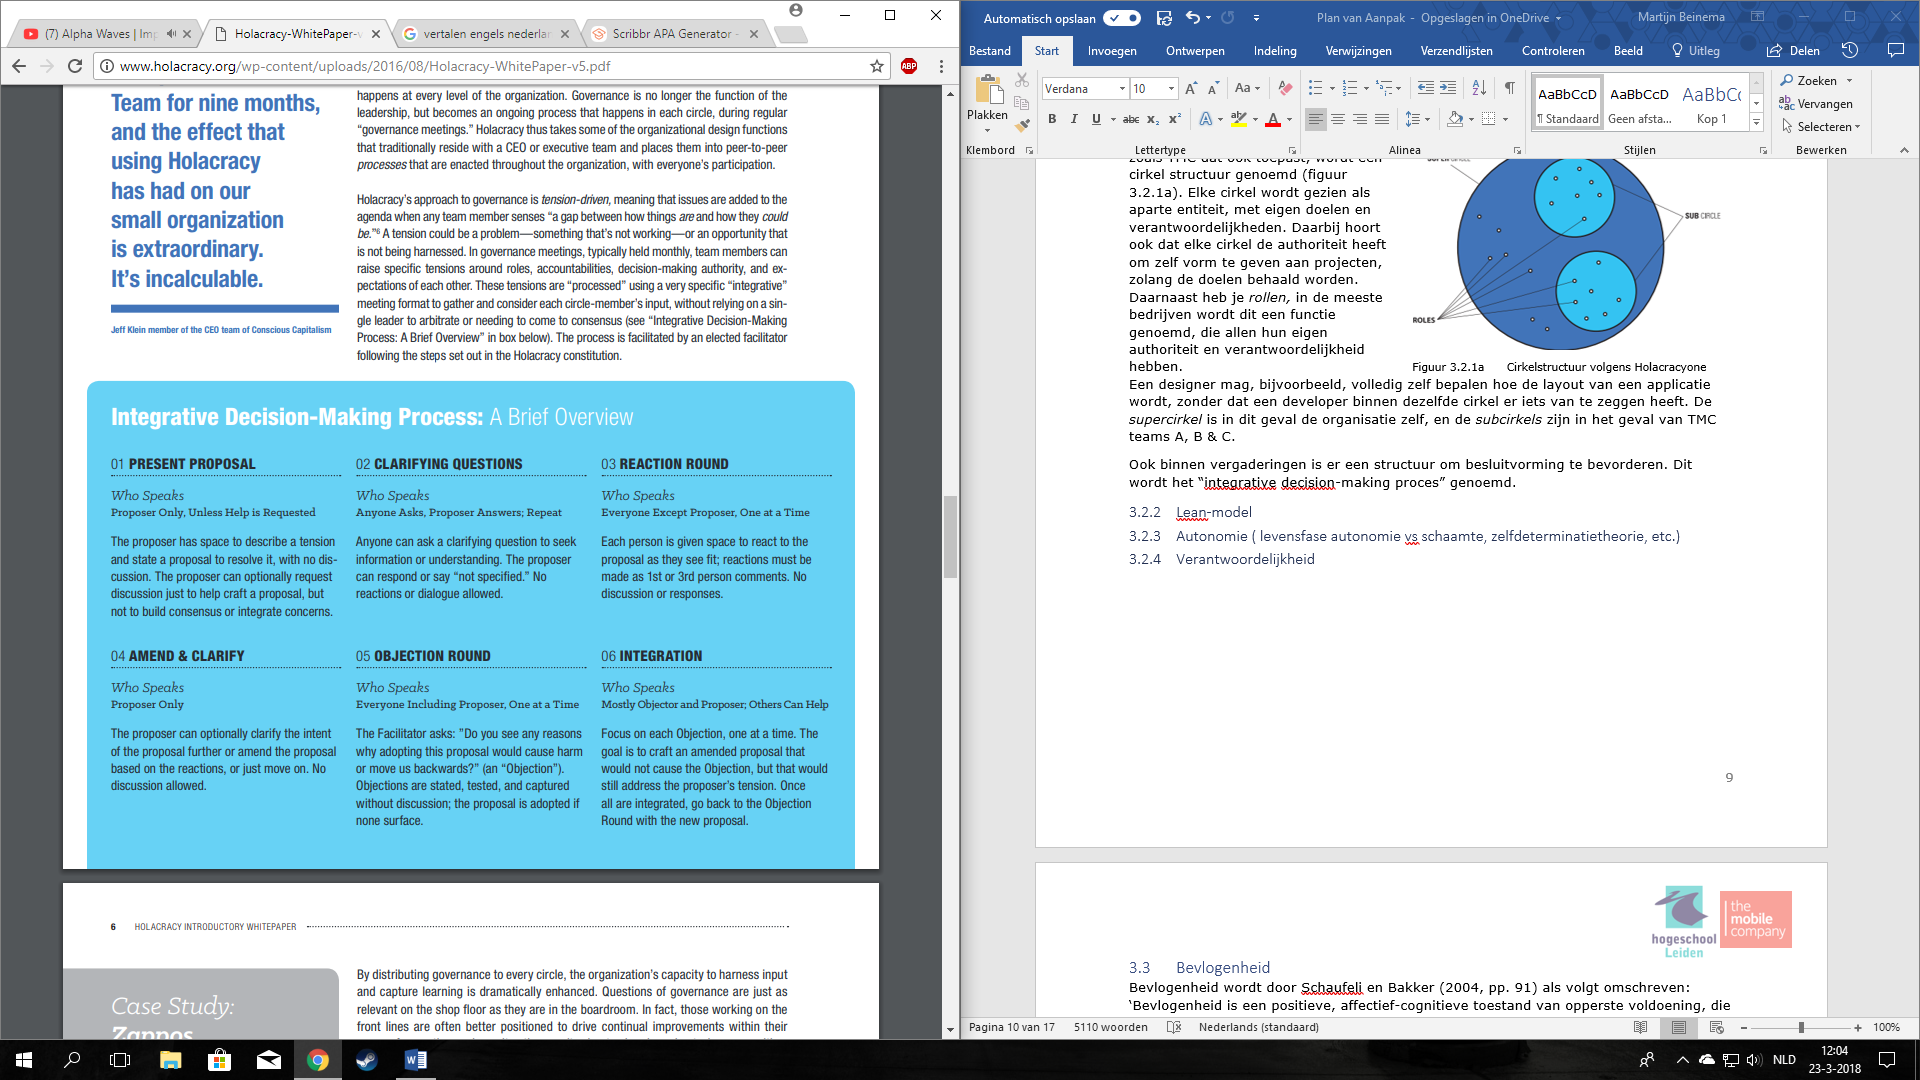 (7) Alpha Waves | Imp
Holacracy-WhitePaper-v
vertalen engels nederlan
Scribbr APA Generator -
www.holacracy.org/wp-content/uploads/2016/08/Holacracy-WhitePaper-v5.pdf
ABP
Team for nine months,
and the effect that
using Holacracy
has had on our
small organization
is extraordinary.
It's incalculable.
Jeff Klein member of the CEO team of Conscious Capitalism
happens at every level of the organization. Governance is no longer the function of the
leadership, but becomes an ongoing process that happens in each circle, during regular
“governance meetings.” Holacracy thus takes some of the organizational design functions
that traditionally reside with a CEO or executive team and places them into peer-to-peer
processes that are enacted throughout the organization, with everyone's participation.
Holacracy's approach to governance is tension-driven, meaning that issues are added to the
agenda when any team member senses “a gap between how things are and how they could
be.”⁶ A tension could be a problem—something that's not working—or an opportunity that
is not being harnessed. In governance meetings, typically held monthly, team members can
raise specific tensions around roles, accountabilities, decision-making authority, and ex-
pectations of each other. These tensions are “processed” using a very specific “integrative”
meeting format to gather and consider each circle-member's input, without relying on a sin-
gle leader to arbitrate or needing to come to consensus (see “Integrative Decision-Making
Process: A Brief Overview” in box below). The process is facilitated by an elected facilitator
following the steps set out in the Holacracy constitution.
Integrative Decision-Making Process: A Brief Overview
01 PRESENT PROPOSAL
Who Speaks
Proposer Only, Unless Help is Requested
The proposer has space to describe a tension
and state a proposal to resolve it, with no dis-
cussion. The proposer can optionally request
discussion just to help craft a proposal, but
not to build consensus or integrate concerns.
02 CLARIFYING QUESTIONS
Who Speaks
Anyone Asks, Proposer Answers; Repeat
Anyone can ask a clarifying question to seek
information or understanding. The proposer
can respond or say “not specified.” No
reactions or dialogue allowed.
03 REACTION ROUND
Who Speaks
Everyone Except Proposer, One at a Time
Each person is given space to react to the
proposal as they see fit; reactions must be
made as 1st or 3rd person comments. No
discussion or responses.
04 AMEND & CLARIFY
Who Speaks
Proposer Only
The proposer can optionally clarify the intent
of the proposal further or amend the proposal
based on the reactions, or just move on. No
discussion allowed.
05 OBJECTION ROUND
Who Speaks
Everyone Including Proposer, One at a Time
The Facilitator asks: ”Do you see any reasons
why adopting this proposal would cause harm
or move us backwards?” (an “Objection”).
Objections are stated, tested, and captured
without discussion; the proposal is adopted if
none surface.
06 INTEGRATION
Who Speaks
Mostly Objector and Proposer; Others Can Help
Focus on each Objection, one at a time. The
goal is to craft an amended proposal that
would not cause the Objection, but that would
still address the proposer's tension. Once
all are integrated, go back to the Objection
Round with the new proposal.
6 HOLACRACY INTRODUCTORY WHITEPAPER
Case Study:
Zappos
By distributing governance to every circle, the organization's capacity to harness input
and capture learning is dramatically enhanced. Questions of governance are just as
relevant on the shop floor as they are in the boardroom. In fact, those working on the
front lines are often better positioned to drive continual improvements within their
Automatisch opslaan
Plan van Aanpak - Opgeslagen in OneDrive
Martijn Beinema
Bestand Start Invoegen Ontwerpen Indeling Verwijzingen Verzendlijsten Controleren Beeld Uitleg Delen
Plakken
Klembord
Verdana 10
A A Aa
B I U abc x₂ x² A ab A
Lettertype
Alinea
AaBbCcD AaBbCcD AaBbC
¶ Standaard Geen afsta... Kop 1
Stijlen
Zoeken
Vervangen
Selecteren
Bewerken
zoals TMC dat ook toepast, wordt een
cirkel structuur genoemd (figuur
3.2.1a). Elke cirkel wordt gezien als
aparte entiteit, met eigen doelen en
verantwoordelijkheden. Daarbij hoort
ook dat elke cirkel de authoriteit heeft
om zelf vorm te geven aan projecten,
zolang de doelen behaald worden.
Daarnaast heb je rollen, in de meeste
bedrijven wordt dit een functie
genoemd, die allen hun eigen
authoriteit en verantwoordelijkheid
hebben.
SUPER CIRCLE
SUB CIRCLE
ROLES
Figuur 3.2.1a Cirkelstructuur volgens Holacracyone
Een designer mag, bijvoorbeeld, volledig zelf bepalen hoe de layout van een applicatie
wordt, zonder dat een developer binnen dezelfde cirkel er iets van te zeggen heeft. De
supercirkel is in dit geval de organisatie zelf, en de subcirkels zijn in het geval van TMC
teams A, B & C.
Ook binnen vergaderingen is er een structuur om besluitvorming te bevorderen. Dit
wordt het “integrative decision-making proces” genoemd.
3.2.2 Lean-model
3.2.3 Autonomie ( levensfase autonomie vs schaamte, zelfdeterminatietheorie, etc.)
3.2.4 Verantwoordelijkheid
9
hogeschool
Leiden
the
mobile
company
3.3 Bevlogenheid
Bevlogenheid wordt door Schaufeli en Bakker (2004, pp. 91) als volgt omschreven:
‘Bevlogenheid is een positieve, affectief-cognitieve toestand van opperste voldoening, die
Pagina 10 van 17 5110 woorden Nederlands (standaard) 100%
NLD
12:04
23-3-2018